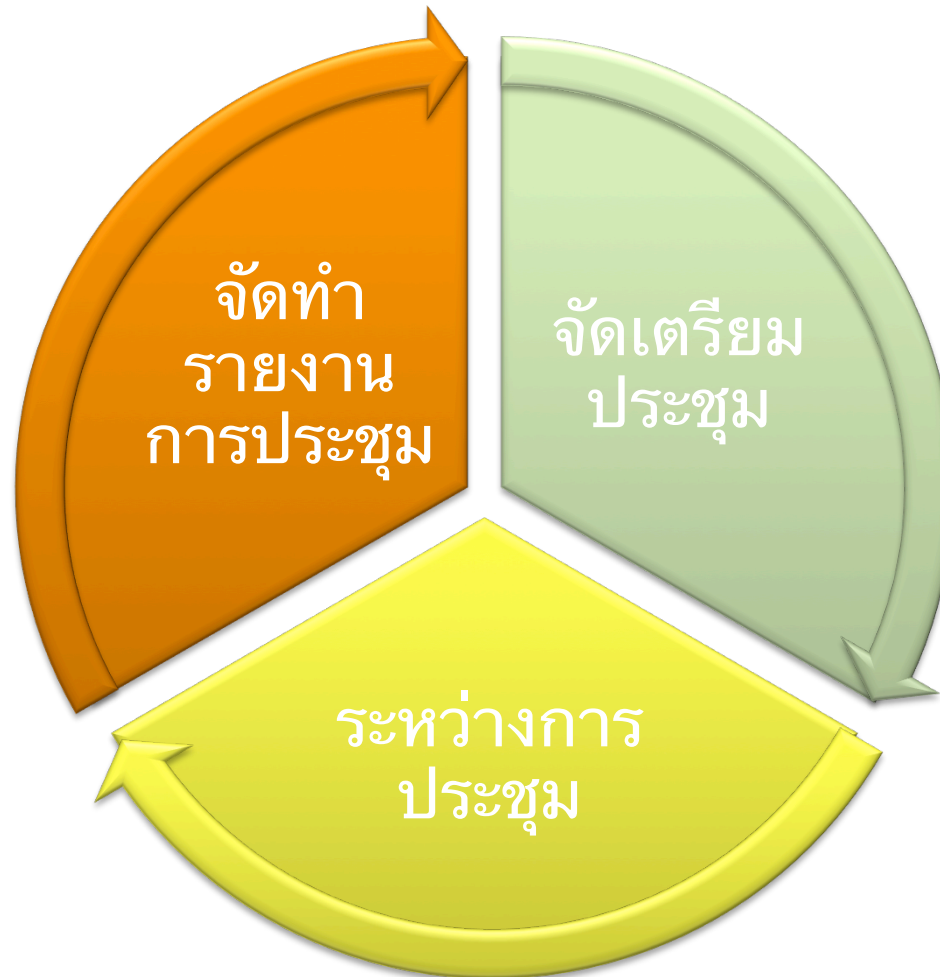 จัดทำ
รายงาน
การประชุม
จัดเตรียม
ประชุม
ระหว่างการ
ประชุม